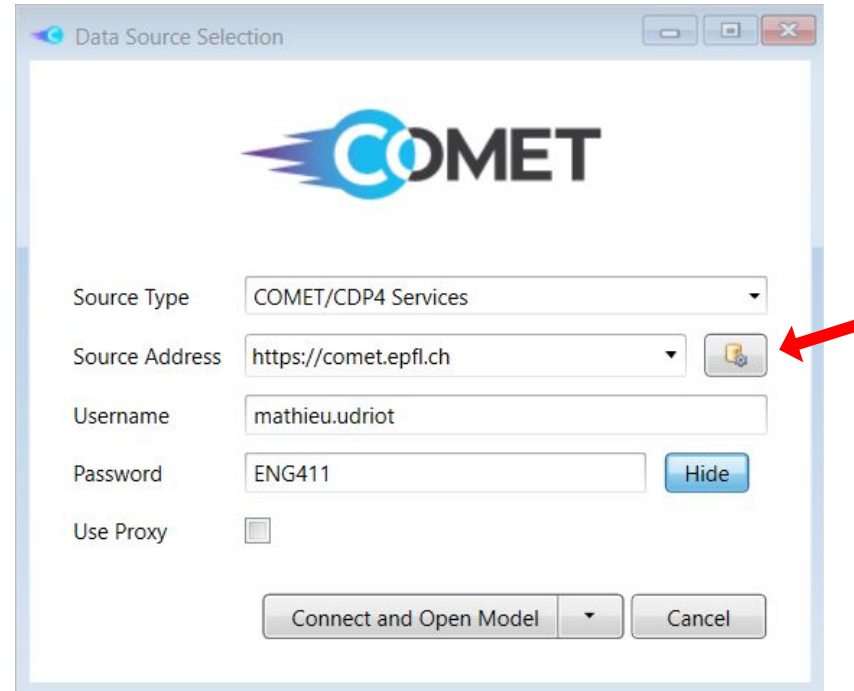 Data Source Selection
COMET
Source Type COMET/CDP4 Services
Source Address https://comet.epfl.ch
Username mathieu.udriot
Password ENG411 Hide
Use Proxy
Connect and Open Model Cancel